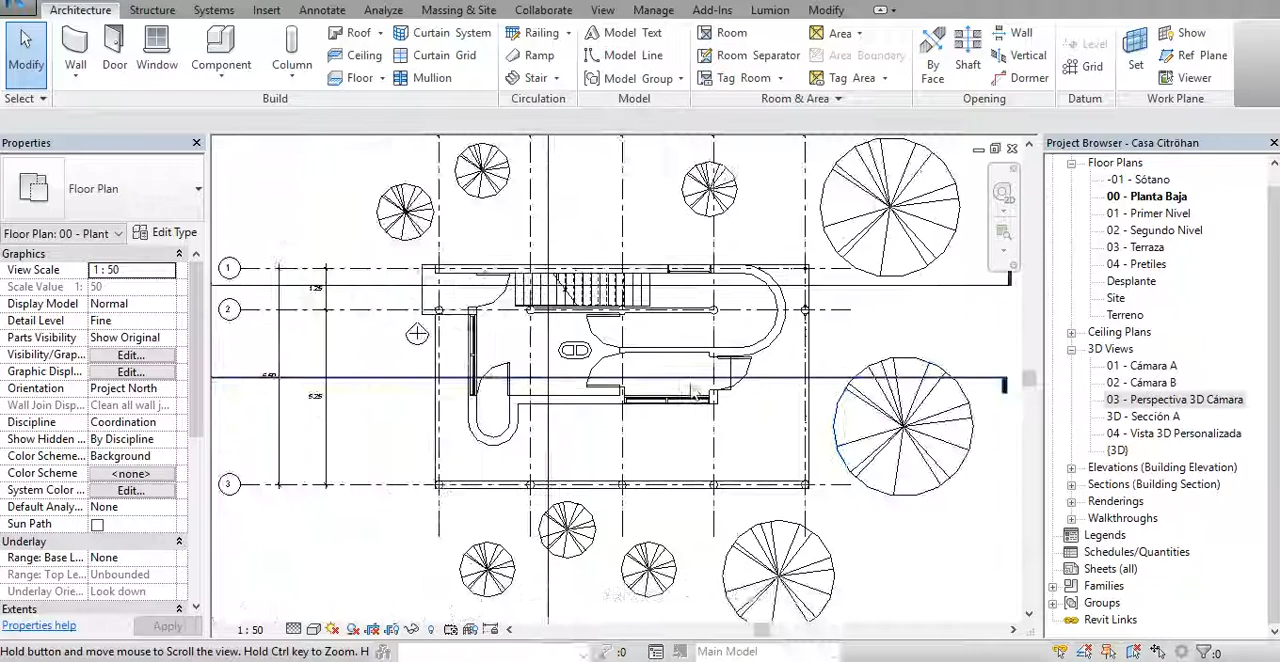 Architecture Structure Systems Insert Annotate Analyze Massing & Site Collaborate View Manage Add-Ins Lumion Modify
Modify
Select
Wall
Door
Window
Component
Column
Roof
Ceiling
Floor
Curtain System
Curtain Grid
Mullion
Build
Railing
Ramp
Stair
Circulation
Model Text
Model Line
Model Group
Model
Room
Room Separator
Tag Room
Area
Area Boundary
Tag Area
Room & Area
By
Face
Shaft
Wall
Vertical
Dormer
Opening
Level
Grid
Datum
Set
Show
Ref Plane
Viewer
Work Plane
Properties
Floor Plan
Floor Plan: 00 - Plant
Edit Type
Graphics
View Scale 1 : 50
Scale Value 1: 50
Display Model Normal
Detail Level Fine
Parts Visibility Show Original
Visibility/Grap... Edit...
Graphic Displ... Edit...
Orientation Project North
Wall Join Disp... Clean all wall j...
Discipline Coordination
Show Hidden ... By Discipline
Color Scheme... Background
Color Scheme <none>
System Color ... Edit...
Default Analy... None
Sun Path
Underlay
Range: Base L... None
Range: Top Le... Unbounded
Underlay Orie... Look down
Extents
Properties help
Apply
1
2
3
1.25
5.25
2D
1 : 50
Project Browser - Casa Citröhan
Floor Plans
-01 - Sótano
00 - Planta Baja
01 - Primer Nivel
02 - Segundo Nivel
03 - Terraza
04 - Pretiles
Desplante
Site
Terreno
Ceiling Plans
3D Views
01 - Cámara A
02 - Cámara B
03 - Perspectiva 3D Cámara
3D - Sección A
04 - Vista 3D Personalizada
{3D}
Elevations (Building Elevation)
Sections (Building Section)
Renderings
Walkthroughs
Legends
Schedules/Quantities
Sheets (all)
Families
Groups
Revit Links
Hold button and move mouse to Scroll the view. Hold Ctrl key to Zoom. H
:0
Main Model
:0